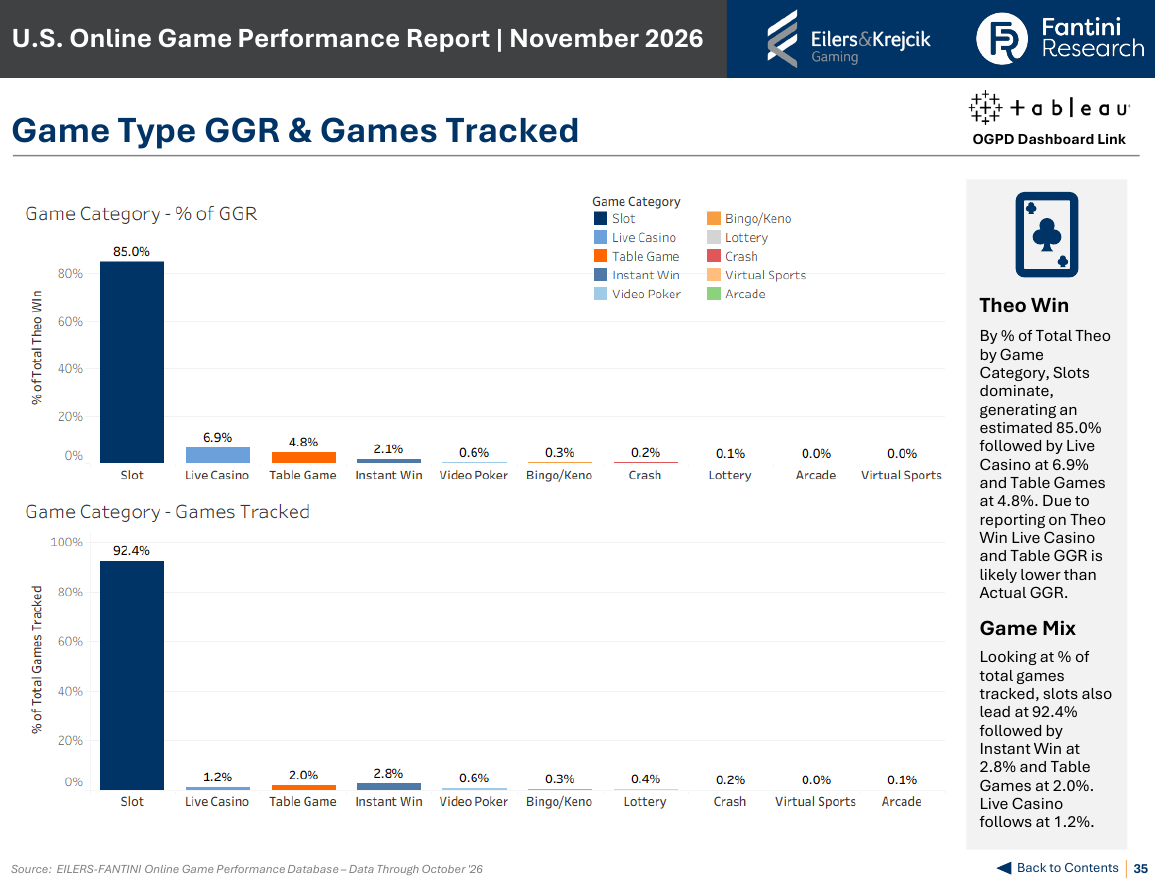 U.S. Online Game Performance Report | November 2026
Eilers&Krejcik
Gaming
Fantini
Research
Game Type GGR & Games Tracked
+ a b l e a u
OGPD Dashboard Link
Game Category - % of GGR
Game Category
Slot
Live Casino
Table Game
Instant Win
Video Poker
Bingo/Keno
Lottery
Crash
Virtual Sports
Arcade
% of Total Theo WIn
80%
60%
40%
20%
0%
85.0%
6.9%
4.8%
2.1%
0.6%
0.3%
0.2%
0.1%
0.0%
0.0%
Slot
Live Casino
Table Game
Instant Win
Video Poker
Bingo/Keno
Crash
Lottery
Arcade
Virtual Sports
Game Category - Games Tracked
% of Total Games Tracked
100%
80%
60%
40%
20%
0%
92.4%
1.2%
2.0%
2.8%
0.6%
0.3%
0.4%
0.2%
0.0%
0.1%
Slot
Live Casino
Table Game
Instant Win
Video Poker
Bingo/Keno
Lottery
Crash
Virtual Sports
Arcade
Theo Win
By % of Total Theo
by Game
Category, Slots
dominate,
generating an
estimated 85.0%
followed by Live
Casino at 6.9%
and Table Games
at 4.8%. Due to
reporting on Theo
Win Live Casino
and Table GGR is
likely lower than
Actual GGR.
Game Mix
Looking at % of
total games
tracked, slots also
lead at 92.4%
followed by
Instant Win at
2.8% and Table
Games at 2.0%.
Live Casino
follows at 1.2%.
Source: EILERS-FANTINI Online Game Performance Database – Data Through October '26
Back to Contents
35